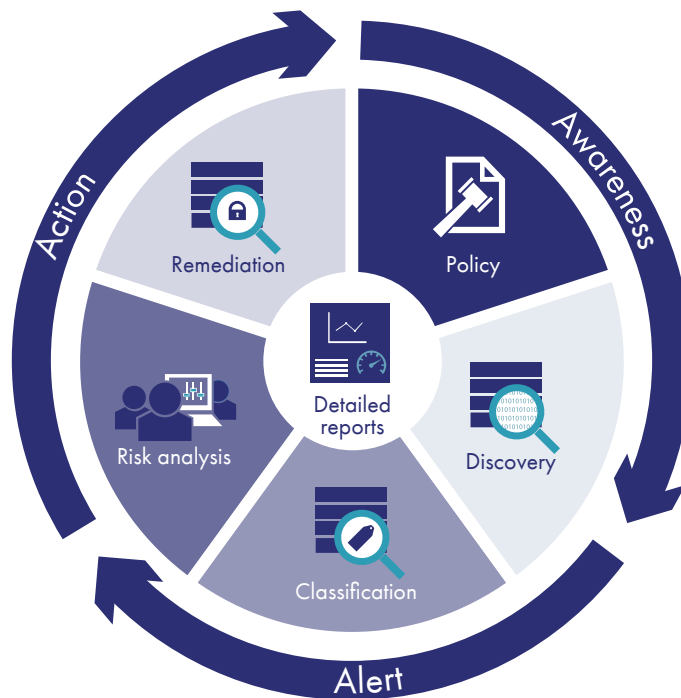 Awareness
Action
Remediation
Policy
Detailed
reports
Risk analysis
Discovery
Classification
Alert